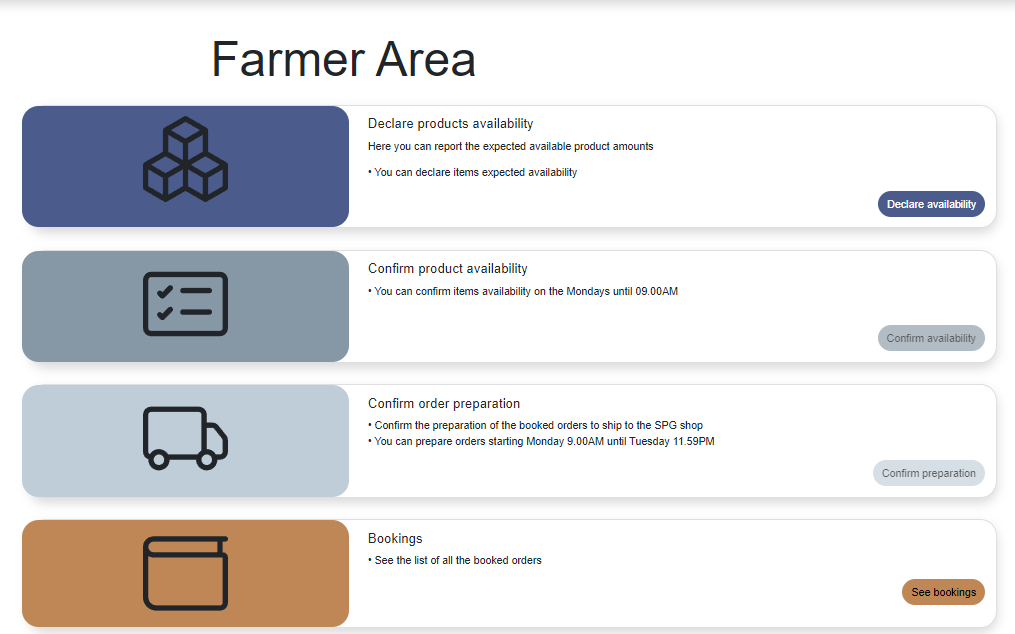 Farmer Area
Declare products availability
Here you can report the expected available product amounts
• You can declare items expected availability
Declare availability
Confirm product availability
• You can confirm items availability on the Mondays until 09.00AM
Confirm availability
Confirm order preparation
• Confirm the preparation of the booked orders to ship to the SPG shop
• You can prepare orders starting Monday 9.00AM until Tuesday 11.59PM
Confirm preparation
Bookings
• See the list of all the booked orders
See bookings